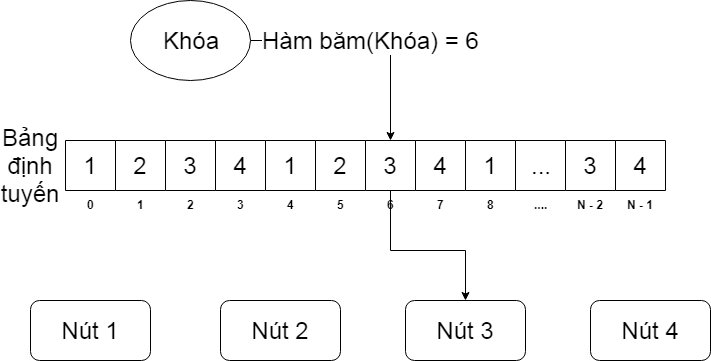 Khóa
Hàm băm(Khóa) = 6
Bảng
định
tuyến
1 2 3 4 1 2 3 4 1 ... 3 4
0 1 2 3 4 5 6 7 8 .... N - 2 N - 1
Nút 1 Nút 2 Nút 3 Nút 4